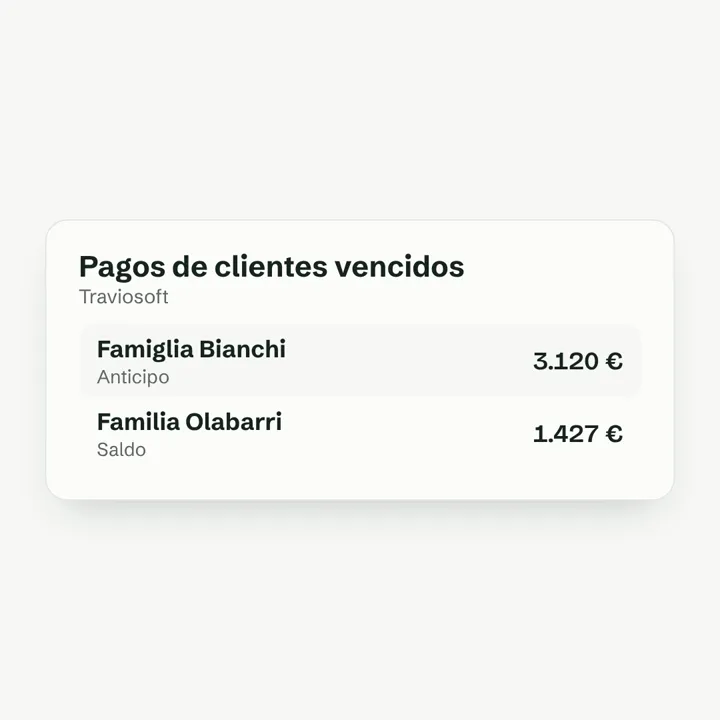 Pagos de clientes vencidos
Traviosoft
Famiglia Bianchi
Anticipo
3.120 €
Familia Olabarri
Saldo
1.427 €